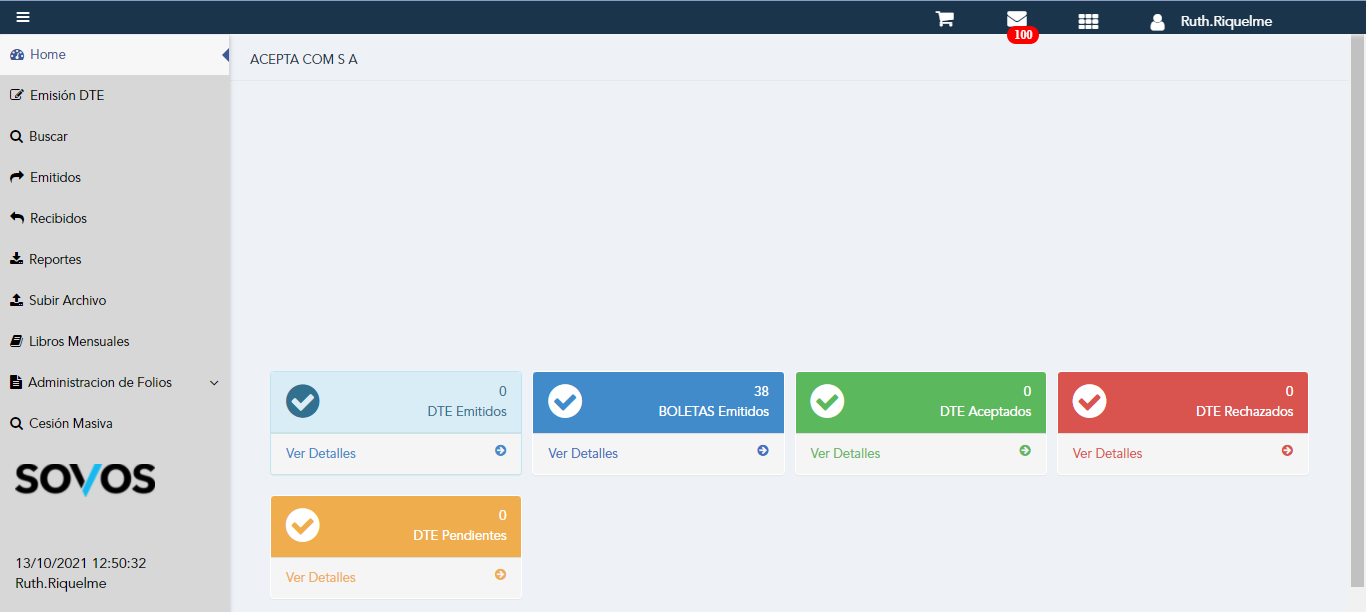 Ruth.Riquelme
100
Home
ACEPTA COM S A
Emisión DTE
Buscar
Emitidos
Recibidos
Reportes
Subir Archivo
Libros Mensuales
Administracion de Folios
Cesión Masiva
SOVOS
13/10/2021 12:50:32
Ruth.Riquelme
0
DTE Emitidos
Ver Detalles
38
BOLETAS Emitidos
Ver Detalles
0
DTE Aceptados
Ver Detalles
0
DTE Rechazados
Ver Detalles
0
DTE Pendientes
Ver Detalles